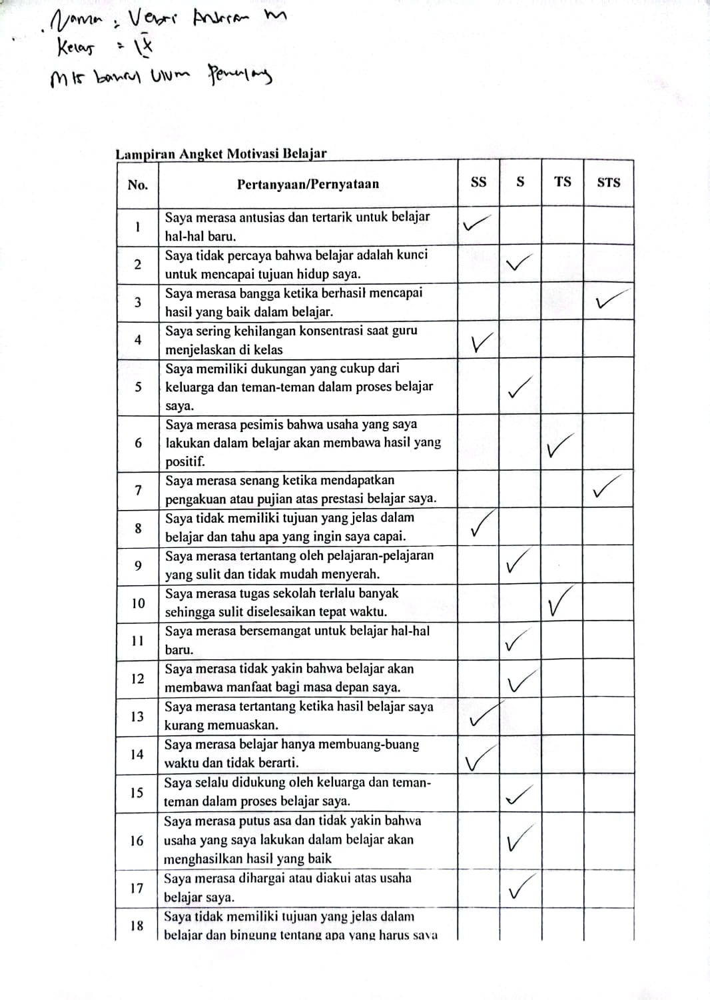 Nama : Vebri Andrian M
Kelas = IX
MTs Ulum
Lampiran Angket Motivasi Belajar
No. Pertanyaan/Pernyataan SS S TS STS
1 Saya merasa antusias dan tertarik untuk belajar ✓
hal-hal baru.
2 Saya tidak percaya bahwa belajar adalah kunci ✓
untuk mencapai tujuan hidup saya.
3 Saya merasa bangga ketika berhasil mencapai ✓
hasil yang baik dalam belajar.
4 Saya sering kehilangan konsentrasi saat guru ✓
menjelaskan di kelas
Saya memiliki dukungan yang cukup dari
5 keluarga dan teman-teman dalam proses belajar ✓
saya.
Saya merasa pesimis bahwa usaha yang saya
6 lakukan dalam belajar akan membawa hasil yang ✓
positif.
7 Saya merasa senang ketika mendapatkan ✓
pengakuan atau pujian atas prestasi belajar saya.
8 Saya tidak memiliki tujuan yang jelas dalam ✓
belajar dan tahu apa yang ingin saya capai.
9 Saya merasa tertantang oleh pelajaran-pelajaran ✓
yang sulit dan tidak mudah menyerah.
10 Saya merasa tugas sekolah terlalu banyak ✓
sehingga sulit diselesaikan tepat waktu.
11 Saya merasa bersemangat untuk belajar hal-hal ✓
baru.
12 Saya merasa tidak yakin bahwa belajar akan ✓
membawa manfaat bagi masa depan saya.
13 Saya merasa tertantang ketika hasil belajar saya ✓
kurang memuaskan.
14 Saya merasa belajar hanya membuang-buang ✓
waktu dan tidak berarti.
15 Saya selalu didukung oleh keluarga dan teman- ✓
teman dalam proses belajar saya.
Saya merasa putus asa dan tidak yakin bahwa
16 usaha yang saya lakukan dalam belajar akan ✓
menghasilkan hasil yang baik
17 Saya merasa dihargai atau diakui atas usaha ✓
belajar saya.
18 Saya tidak memiliki tujuan yang jelas dalam
belajar dan bingung tentang apa yang harus saya